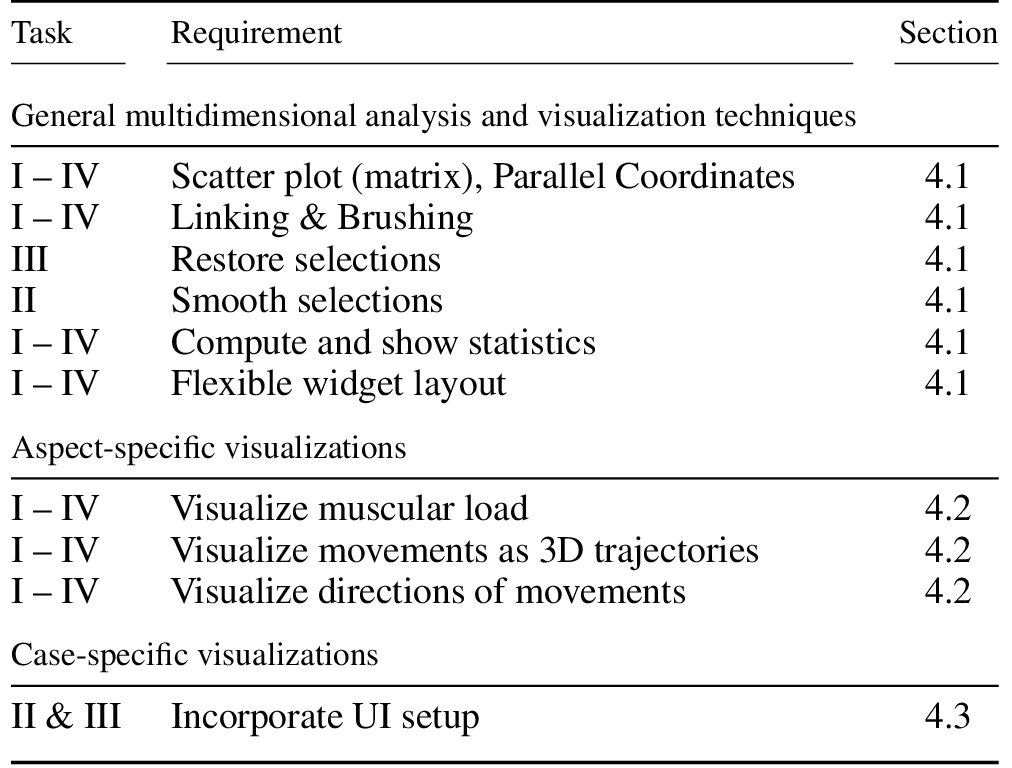 Task Requirement Section
General multidimensional analysis and visualization techniques
I – IV Scatter plot (matrix), Parallel Coordinates 4.1
I – IV Linking & Brushing 4.1
III Restore selections 4.1
II Smooth selections 4.1
I – IV Compute and show statistics 4.1
I – IV Flexible widget layout 4.1
Aspect-specific visualizations
I – IV Visualize muscular load 4.2
I – IV Visualize movements as 3D trajectories 4.2
I – IV Visualize directions of movements 4.2
Case-specific visualizations
II & III Incorporate UI setup 4.3